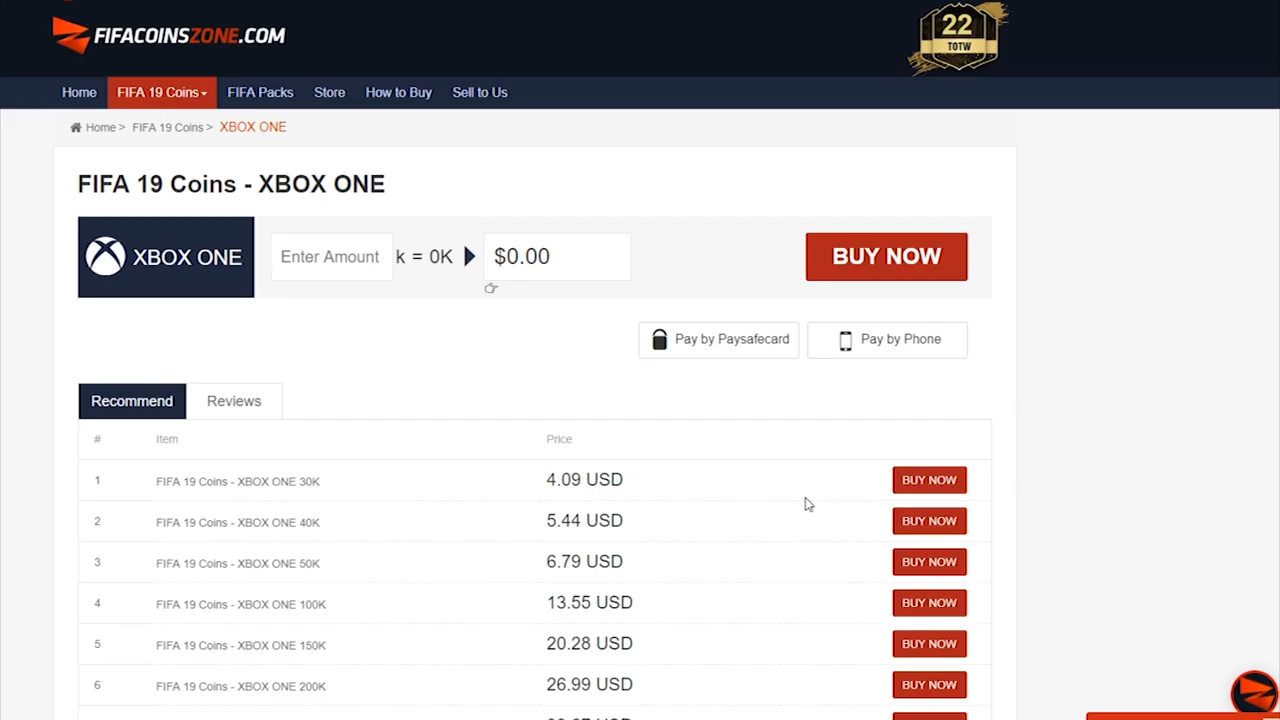 FIFACOINSZONE.COM
22
TOTW
Home FIFA 19 Coins FIFA Packs Store How to Buy Sell to Us
Home > FIFA 19 Coins > XBOX ONE
FIFA 19 Coins - XBOX ONE
XBOX ONE Enter Amount k = 0K $0.00 BUY NOW
Pay by Paysafecard Pay by Phone
Recommend Reviews
# Item Price
1 FIFA 19 Coins - XBOX ONE 30K 4.09 USD BUY NOW
2 FIFA 19 Coins - XBOX ONE 40K 5.44 USD BUY NOW
3 FIFA 19 Coins - XBOX ONE 50K 6.79 USD BUY NOW
4 FIFA 19 Coins - XBOX ONE 100K 13.55 USD BUY NOW
5 FIFA 19 Coins - XBOX ONE 150K 20.28 USD BUY NOW
6 FIFA 19 Coins - XBOX ONE 200K 26.99 USD BUY NOW